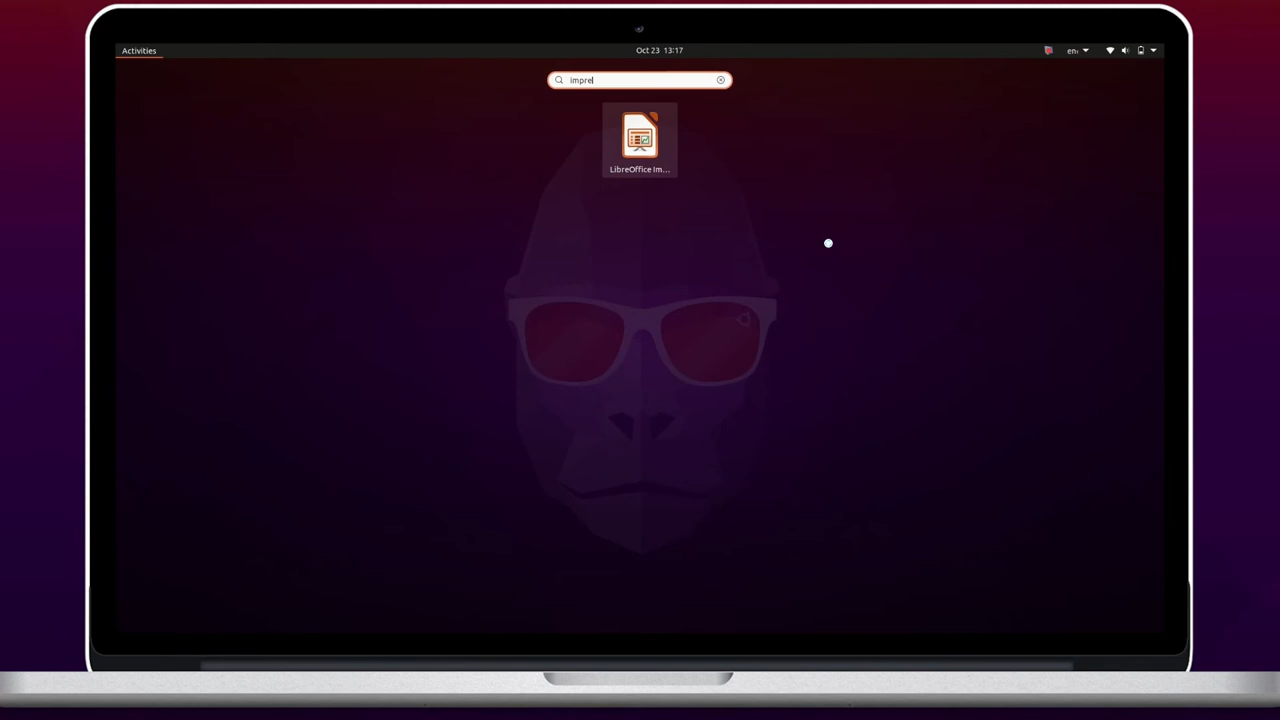 Activities
Oct 23 13:17
en
impre
LibreOffice Im...